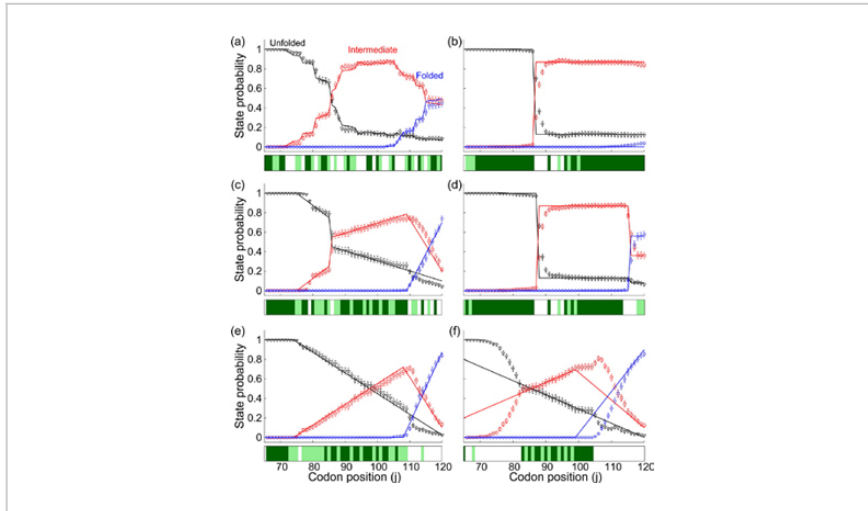 (a) Unfolded Intermediate Folded (b)
State probability
1
0.8
0.6
0.4
0.2
0
(c) (d)
State probability
1
0.8
0.6
0.4
0.2
0
(e) (f)
State probability
1
0.8
0.6
0.4
0.2
0
70 80 90 100 110 120 70 80 90 100 110 120
Codon position (j) Codon position (j)